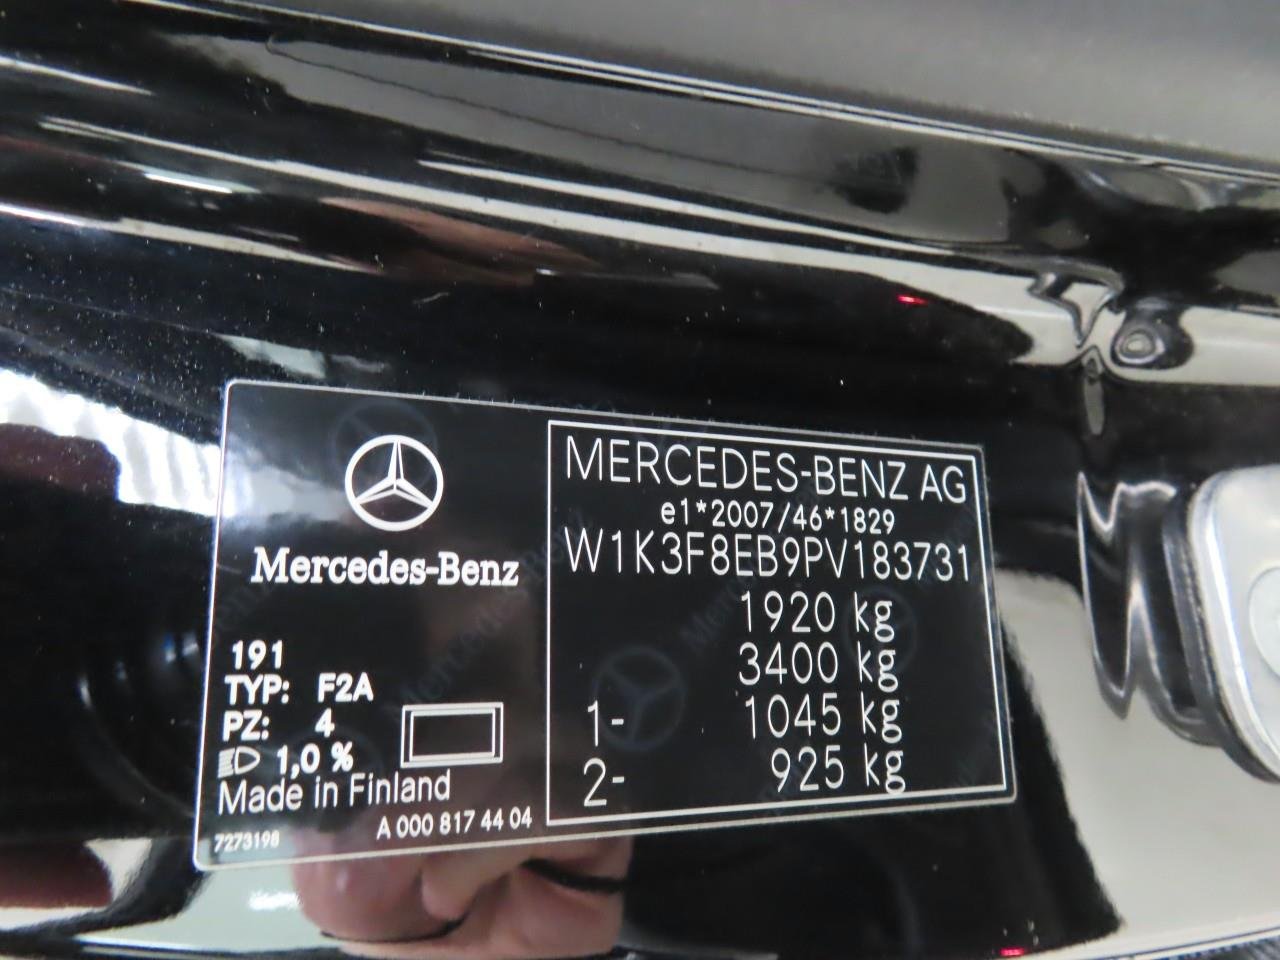 Mercedes-Benz
191
TYP: F2A
PZ: 4
1,0 %
Made in Finland
7273198
A 000 817 44 04
MERCEDES-BENZ AG
e1*2007/46*1829
W1K3F8EB9PV183731
1920 kg
3400 kg
1- 1045 kg
2- 925 kg